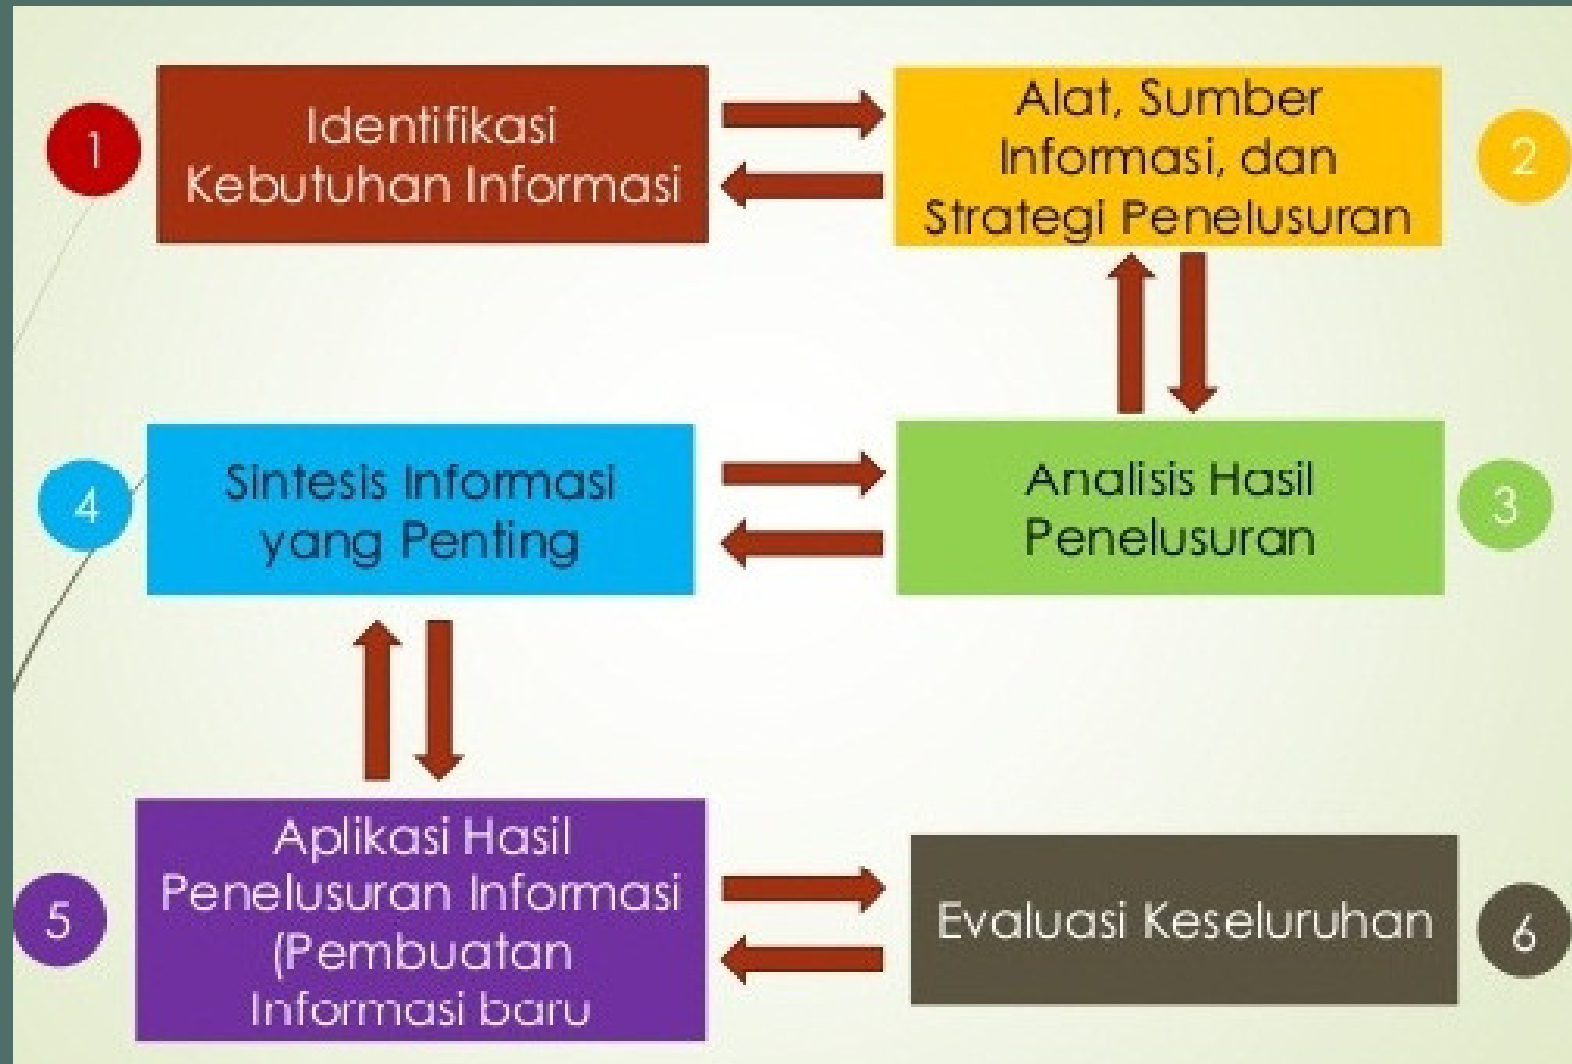 1
Identifikasi
Kebutuhan Informasi
Alat, Sumber
Informasi, dan
Strategi Penelusuran
2
Analisis Hasil
Penelusuran
3
4
Sintesis Informasi
yang Penting
5
Aplikasi Hasil
Penelusuran Informasi
(Pembuatan
Informasi baru
Evaluasi Keseluruhan
6